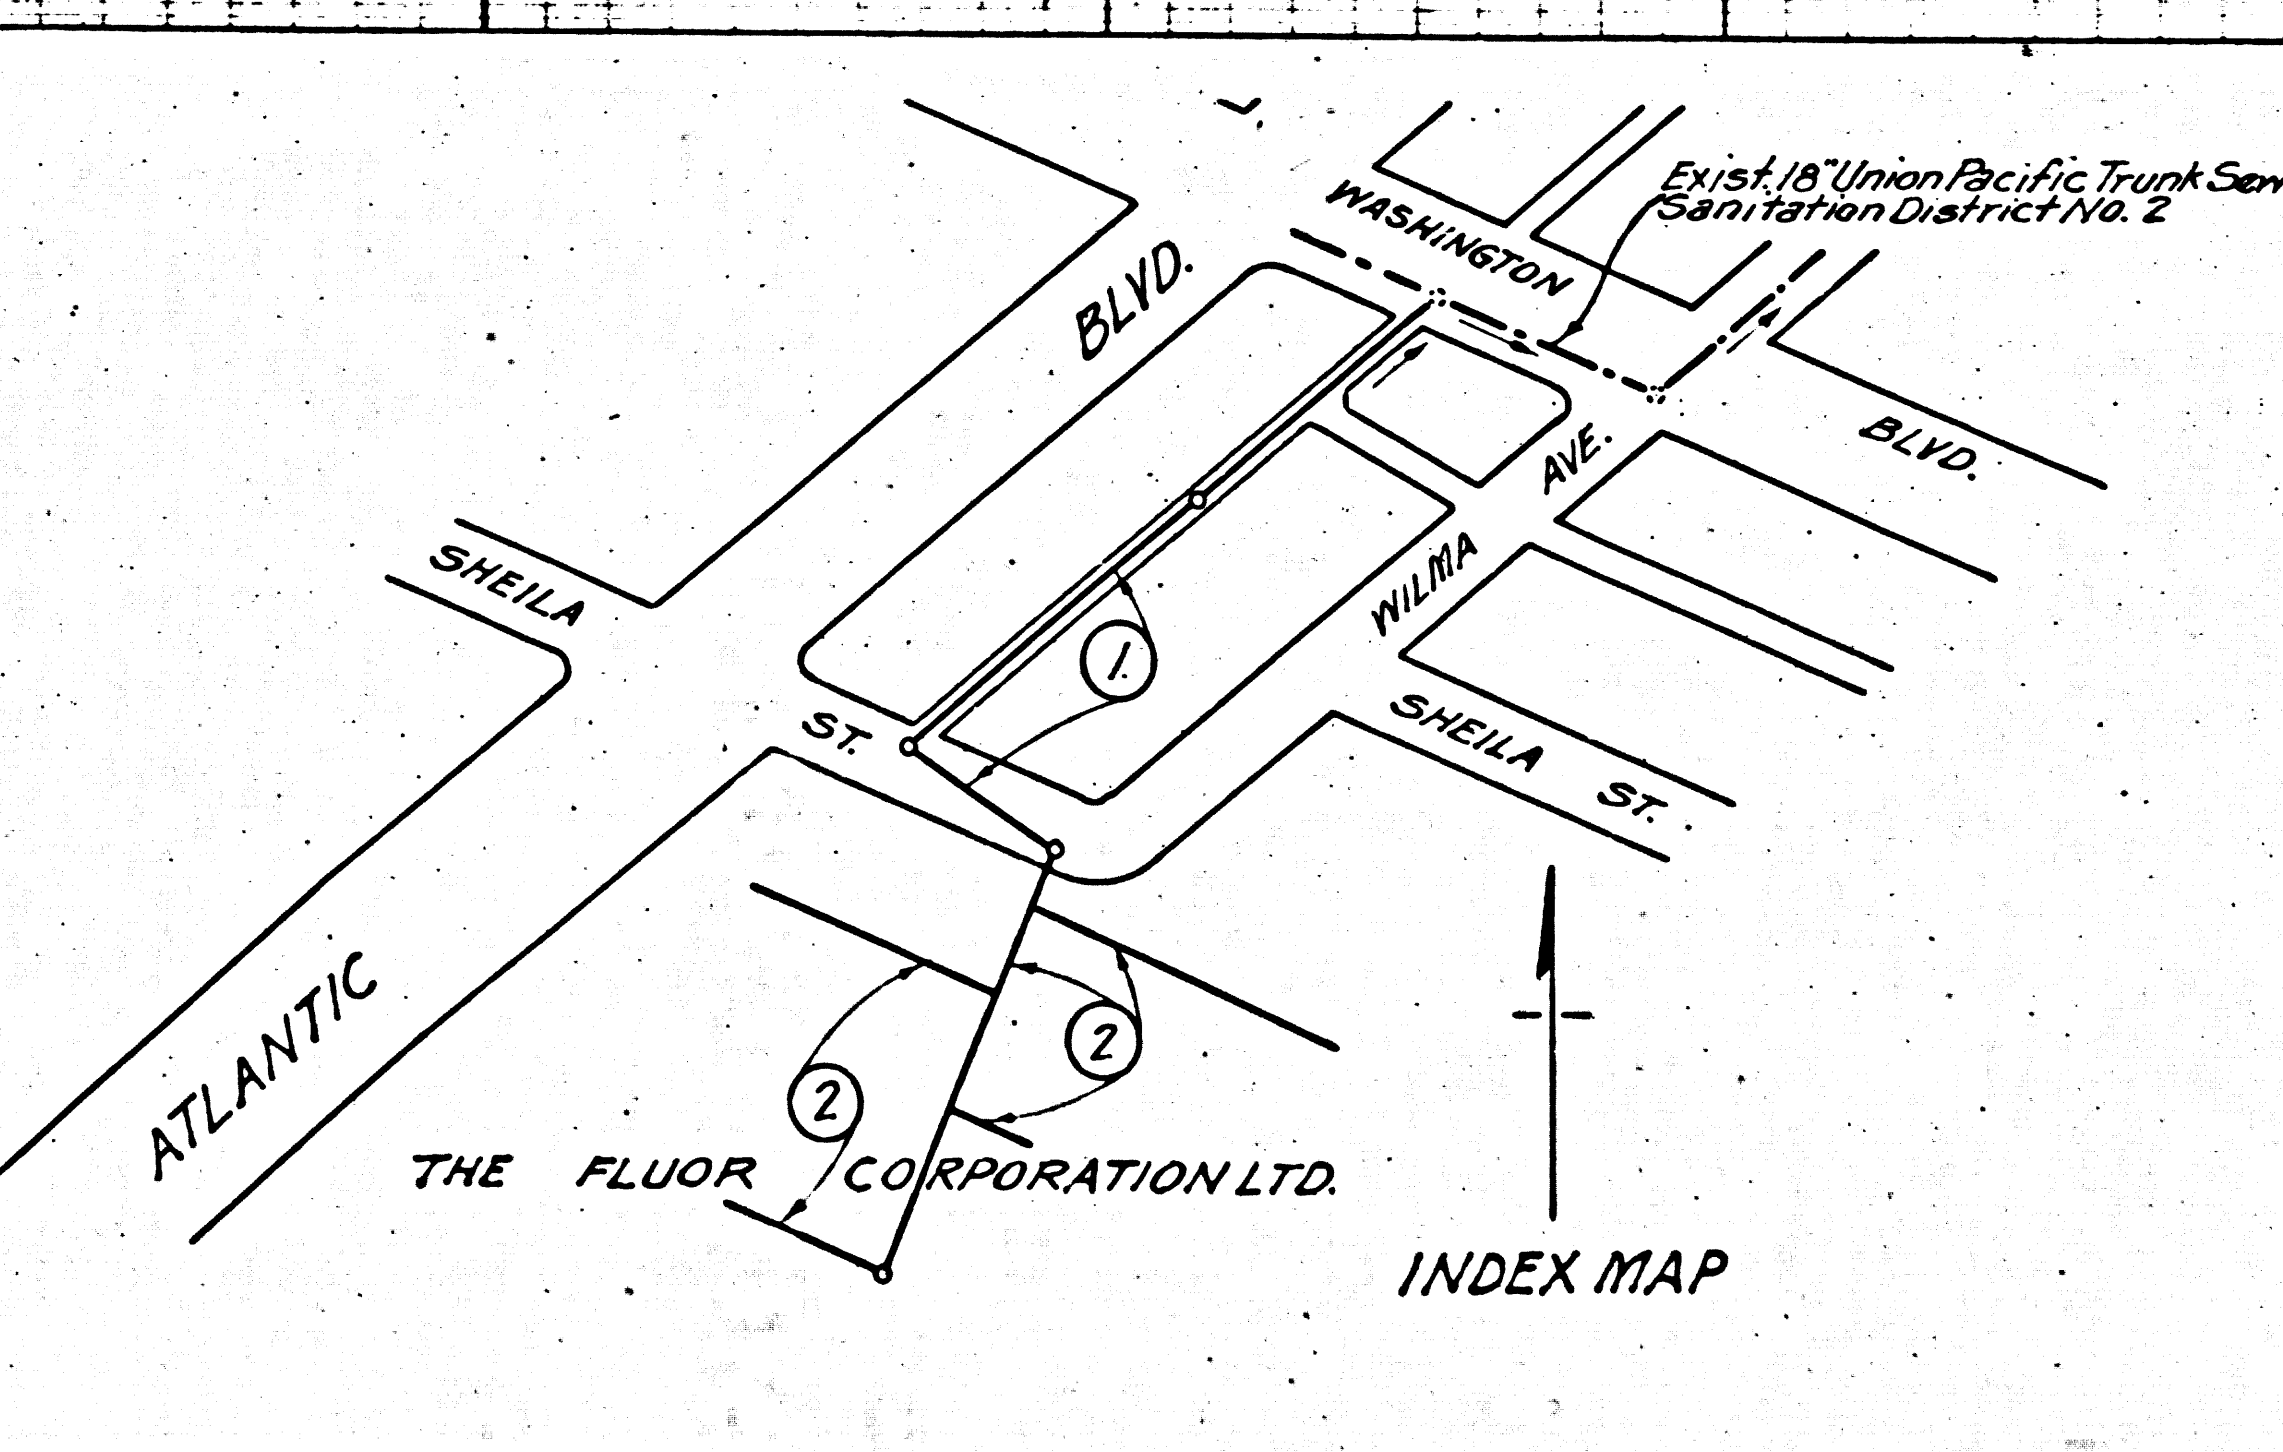 Exist. 18" Union Pacific Trunk
Sanitation District No. 2
WASHINGTON
BLVD.
BLVD.
AVE.
WILMA
SHEILA
ST.
SHEILA
ST.
1.
2
2
ATLANTIC
THE FLUOR CORPORATION LTD.
INDEX MAP